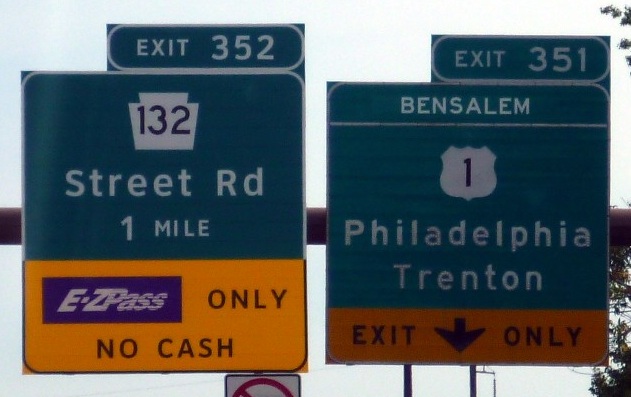 EXIT 352
132
Street Rd
1 MILE
E-ZPass ONLY
NO CASH
EXIT 351
BENSALEM
1
Philadelphia
Trenton
EXIT ONLY